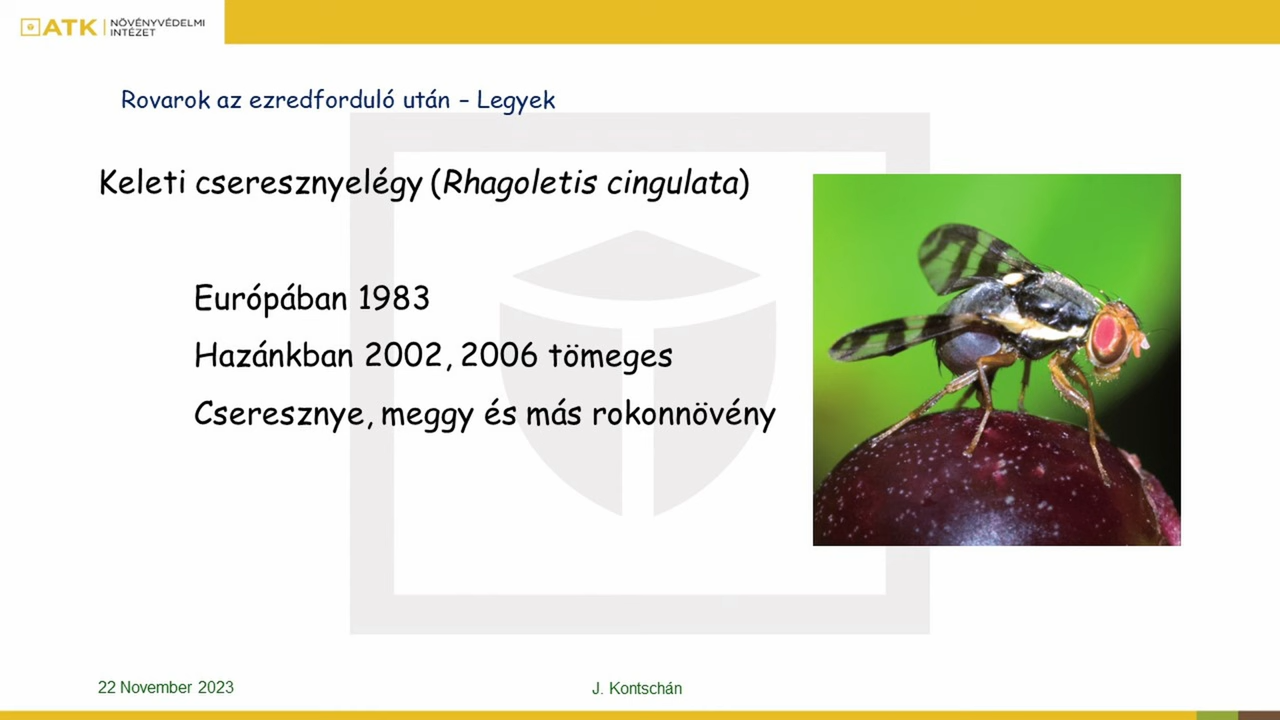 ATK NÖVÉNYVÉDELMI
INTÉZET
Rovarok az ezredforduló után – Legyek
Keleti cseresznyelégy (Rhagoletis cingulata)
Európában 1983
Hazánkban 2002, 2006 tömeges
Cseresznye, meggy és más rokonnövény
22 November 2023
J. Kontschán